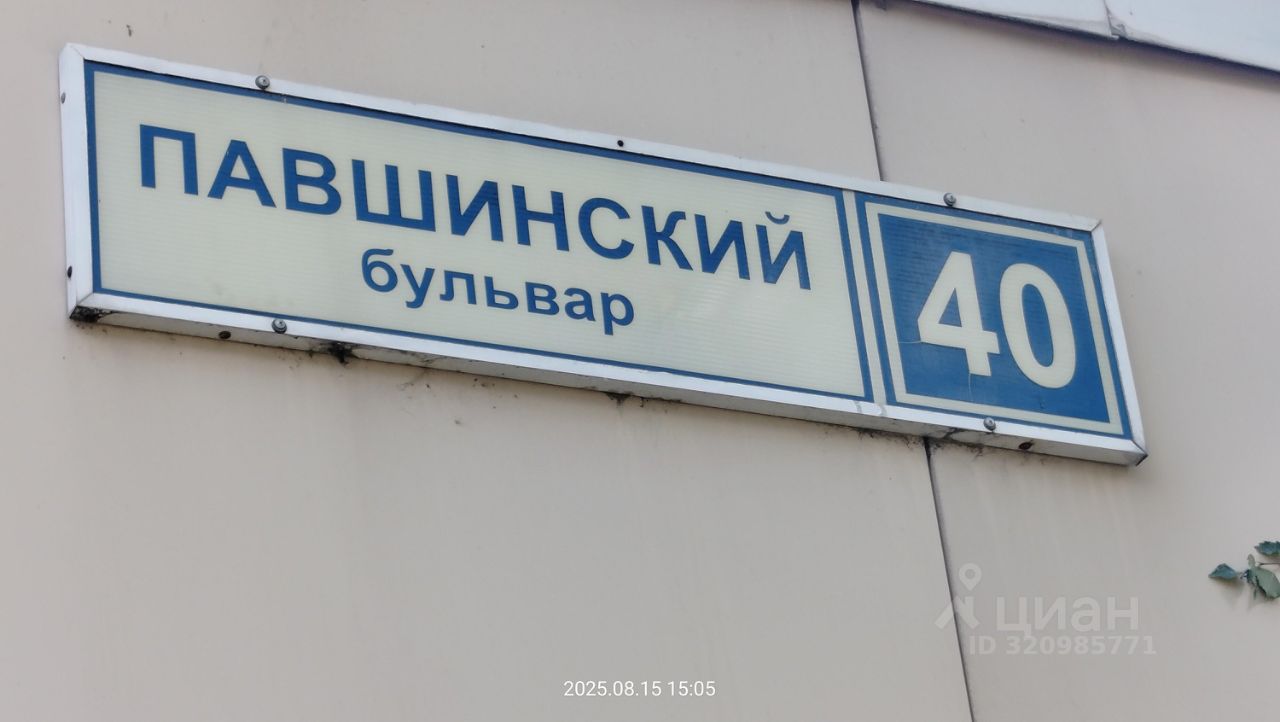 ПАВШИНСКИЙ
бульвар
40
циан
ID 320985771
2025.08.15 15:05